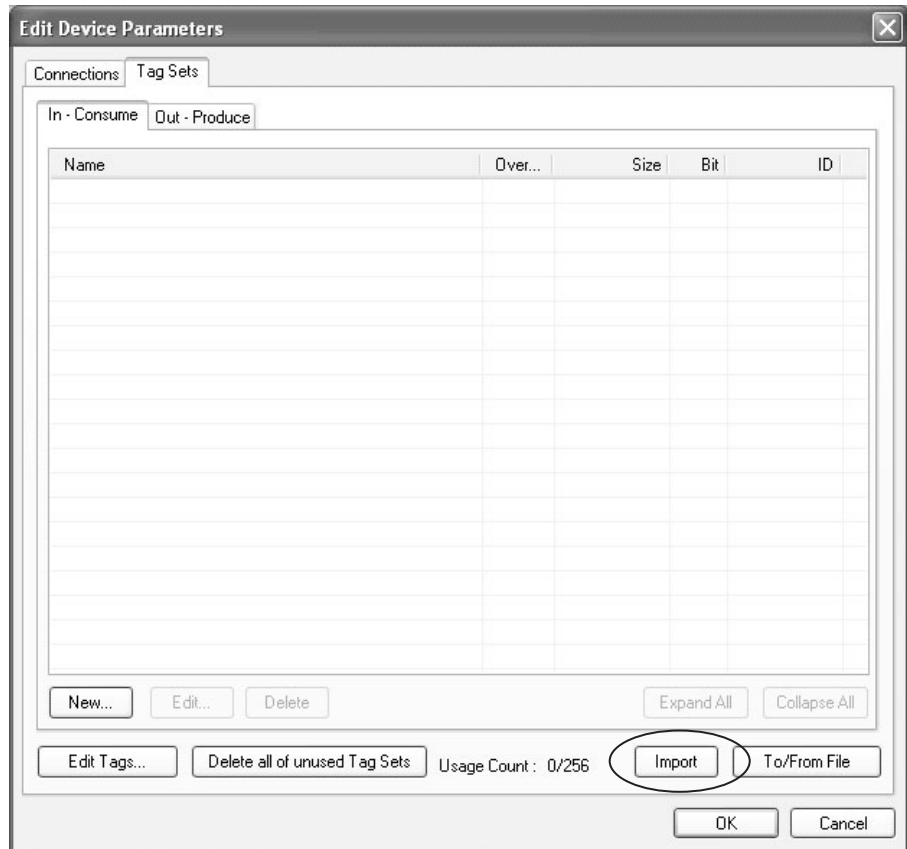 Edit Device Parameters
Connections Tag Sets
In - Consume Out - Produce
Name Over... Size Bit ID
New... Edit... Delete Expand All Collapse All
Edit Tags... Delete all of unused Tag Sets Usage Count : 0/256 Import To/From File
OK Cancel